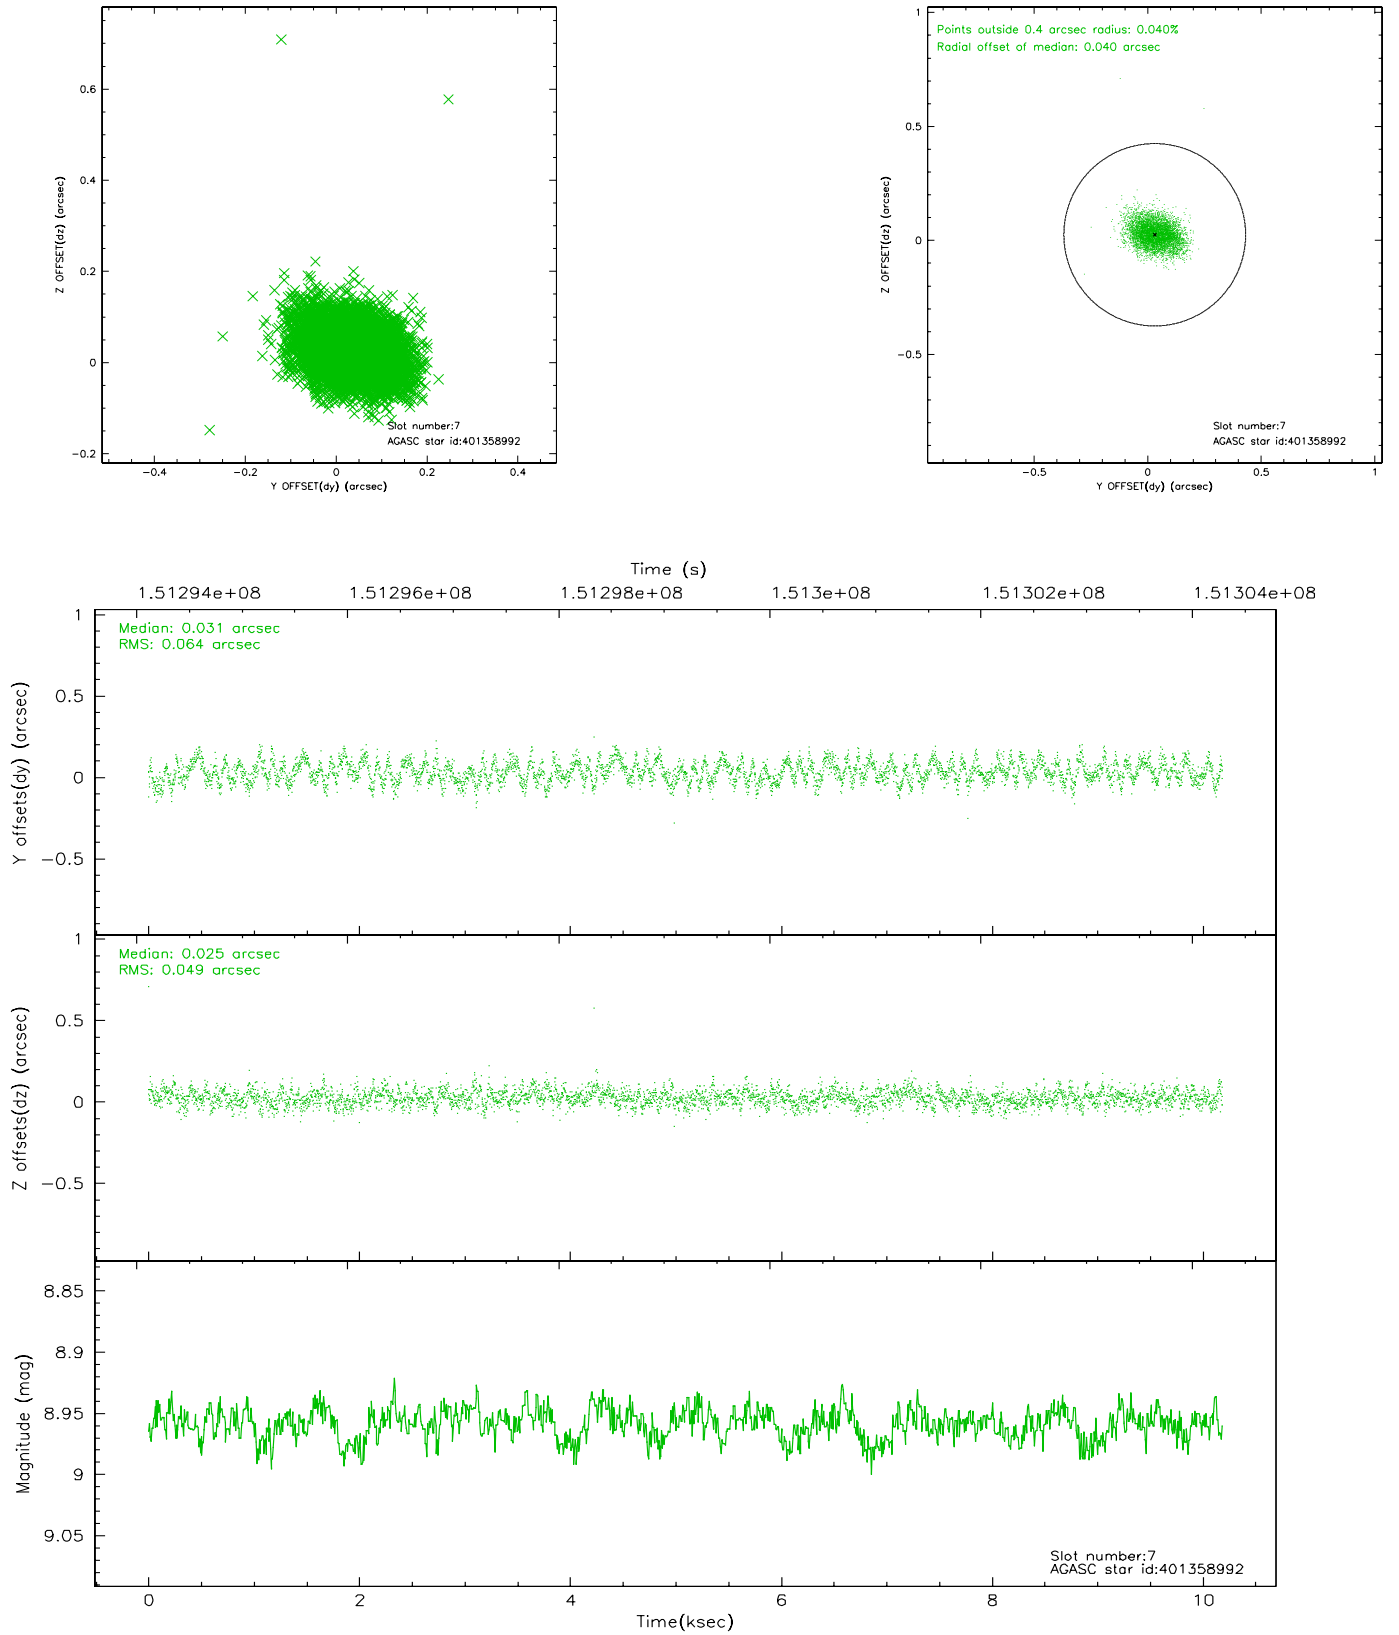 0.6
0.4
0.2
0
−0.2
−0.4
−0.2
0
0.2
0.4
Z OFFSET(dz) (arcsec)
Y OFFSET(dy) (arcsec)
Slot number:7
AGASC star id:401358992
Points outside 0.4 arcsec radius: 0.040%
Radial offset of median: 0.040 arcsec
1
0.5
0
−0.5
−0.5
0
0.5
1
Z OFFSET(dz) (arcsec)
Y OFFSET(dy) (arcsec)
Slot number:7
AGASC star id:401358992
Time (s)
1.51294e+08
1.51296e+08
1.51298e+08
1.513e+08
1.51302e+08
1.51304e+08
Median: 0.031 arcsec
RMS: 0.064 arcsec
1
0.5
0
−0.5
Y offsets(dy) (arcsec)
Median: 0.025 arcsec
RMS: 0.049 arcsec
1
0.5
0
−0.5
Z offsets(dz) (arcsec)
8.85
8.9
8.95
9
9.05
Magnitude (mag)
Slot number:7
AGASC star id:401358992
0
2
4
6
8
10
Time(ksec)